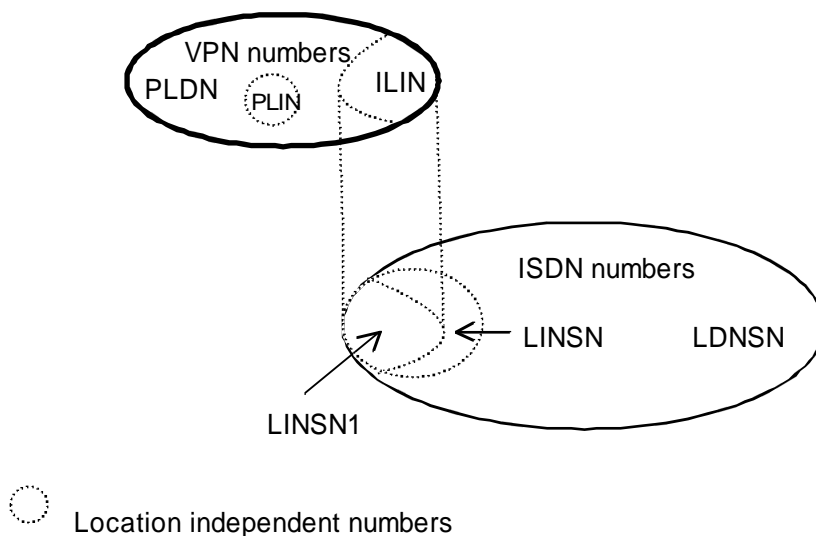 VPN numbers
PLDN
PLIN
ILIN
ISDN numbers
LINSN
LDNSN
LINSN1
Location independent numbers